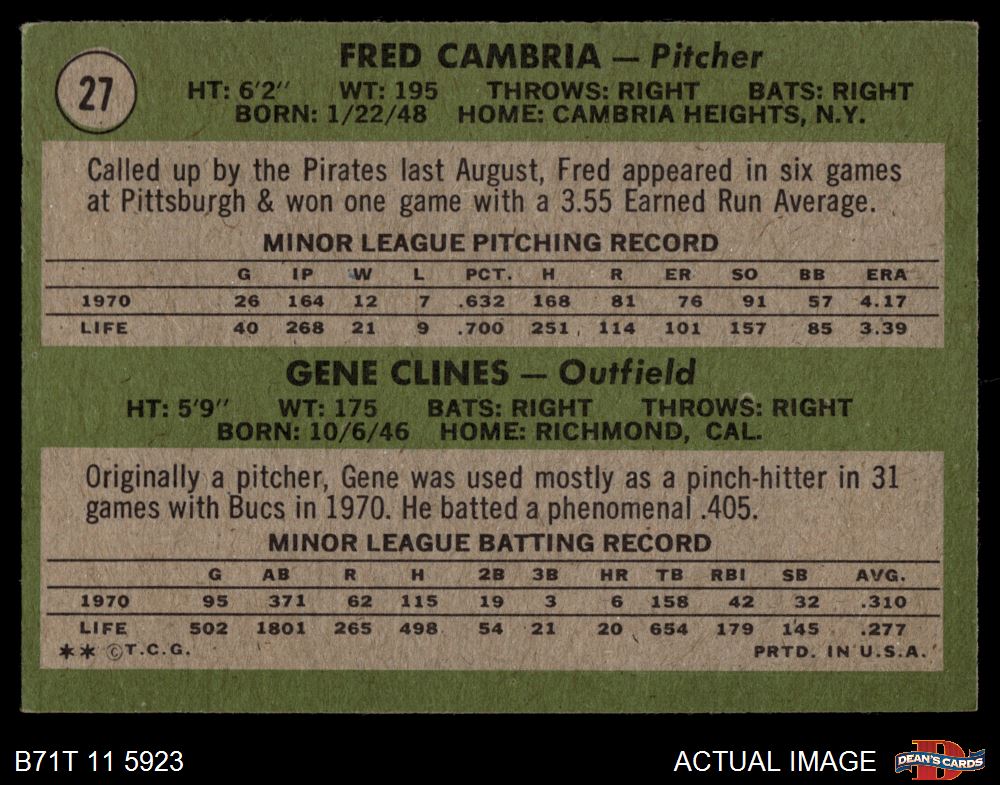 27
FRED CAMBRIA — Pitcher
HT: 6'2" WT: 195 THROWS: RIGHT BATS: RIGHT
BORN: 1/22/48 HOME: CAMBRIA HEIGHTS, N.Y.
Called up by the Pirates last August, Fred appeared in six games
at Pittsburgh & won one game with a 3.55 Earned Run Average.
MINOR LEAGUE PITCHING RECORD
G IP W L PCT. H R ER SO BB ERA
1970 26 164 12 7 .632 168 81 76 91 57 4.17
LIFE 40 268 21 9 .700 251 114 101 157 85 3.39
GENE CLINES — Outfield
HT: 5'9" WT: 175 BATS: RIGHT THROWS: RIGHT
BORN: 10/6/46 HOME: RICHMOND, CAL.
Originally a pitcher, Gene was used mostly as a pinch-hitter in 31
games with Bucs in 1970. He batted a phenomenal .405.
MINOR LEAGUE BATTING RECORD
G AB R H 2B 3B HR TB RBI SB AVG.
1970 95 371 62 115 19 3 6 158 42 32 .310
LIFE 502 1801 265 498 54 21 20 654 179 145 .277
** ©T.C.G. PRTD. IN U.S.A.
B71T 11 5923 ACTUAL IMAGE D DEAN'S CARDS